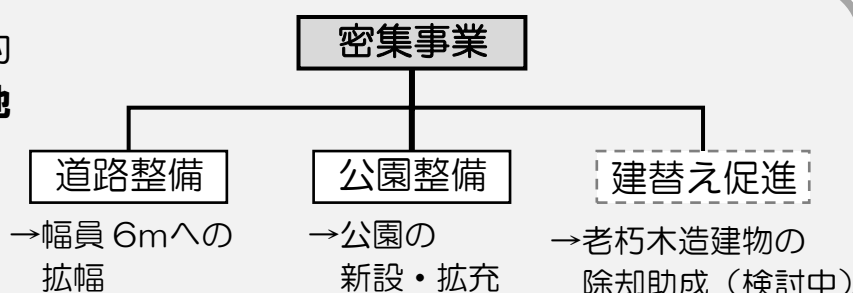 密集事業
道路整備
公園整備
建替え促進
→幅員6mへの
拡幅
→公園の
新設・拡充
→老朽木造建物の
除却助成（検討中）